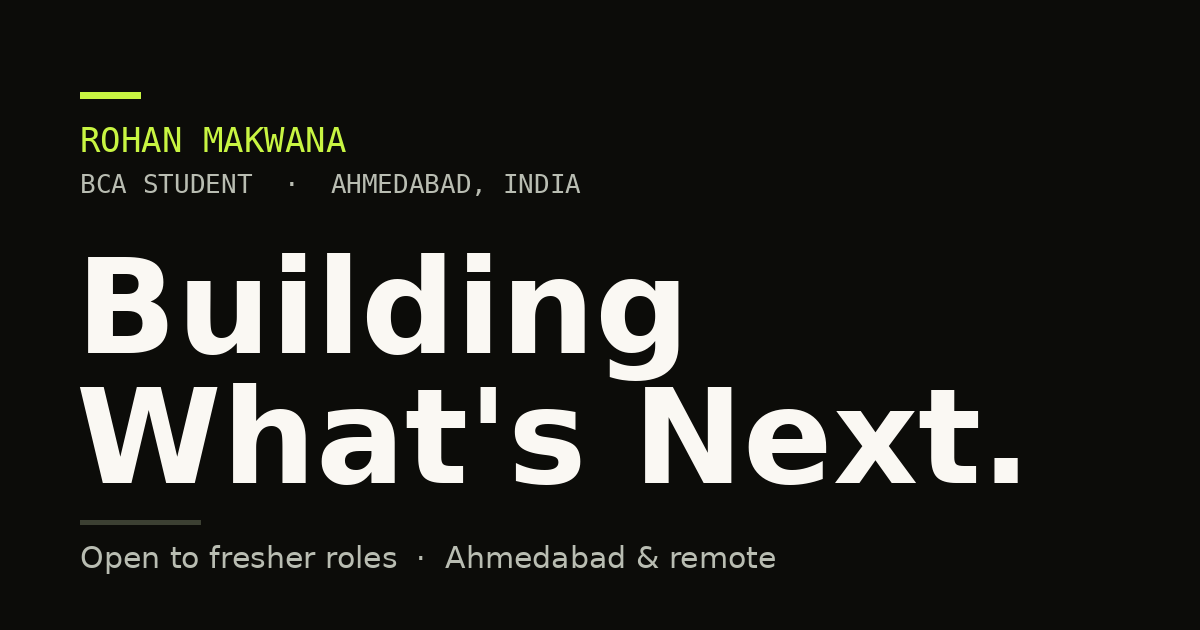 ROHAN MAKWANA
BCA STUDENT · AHMEDABAD, INDIA
Building
What's Next.
Open to fresher roles · Ahmedabad & remote